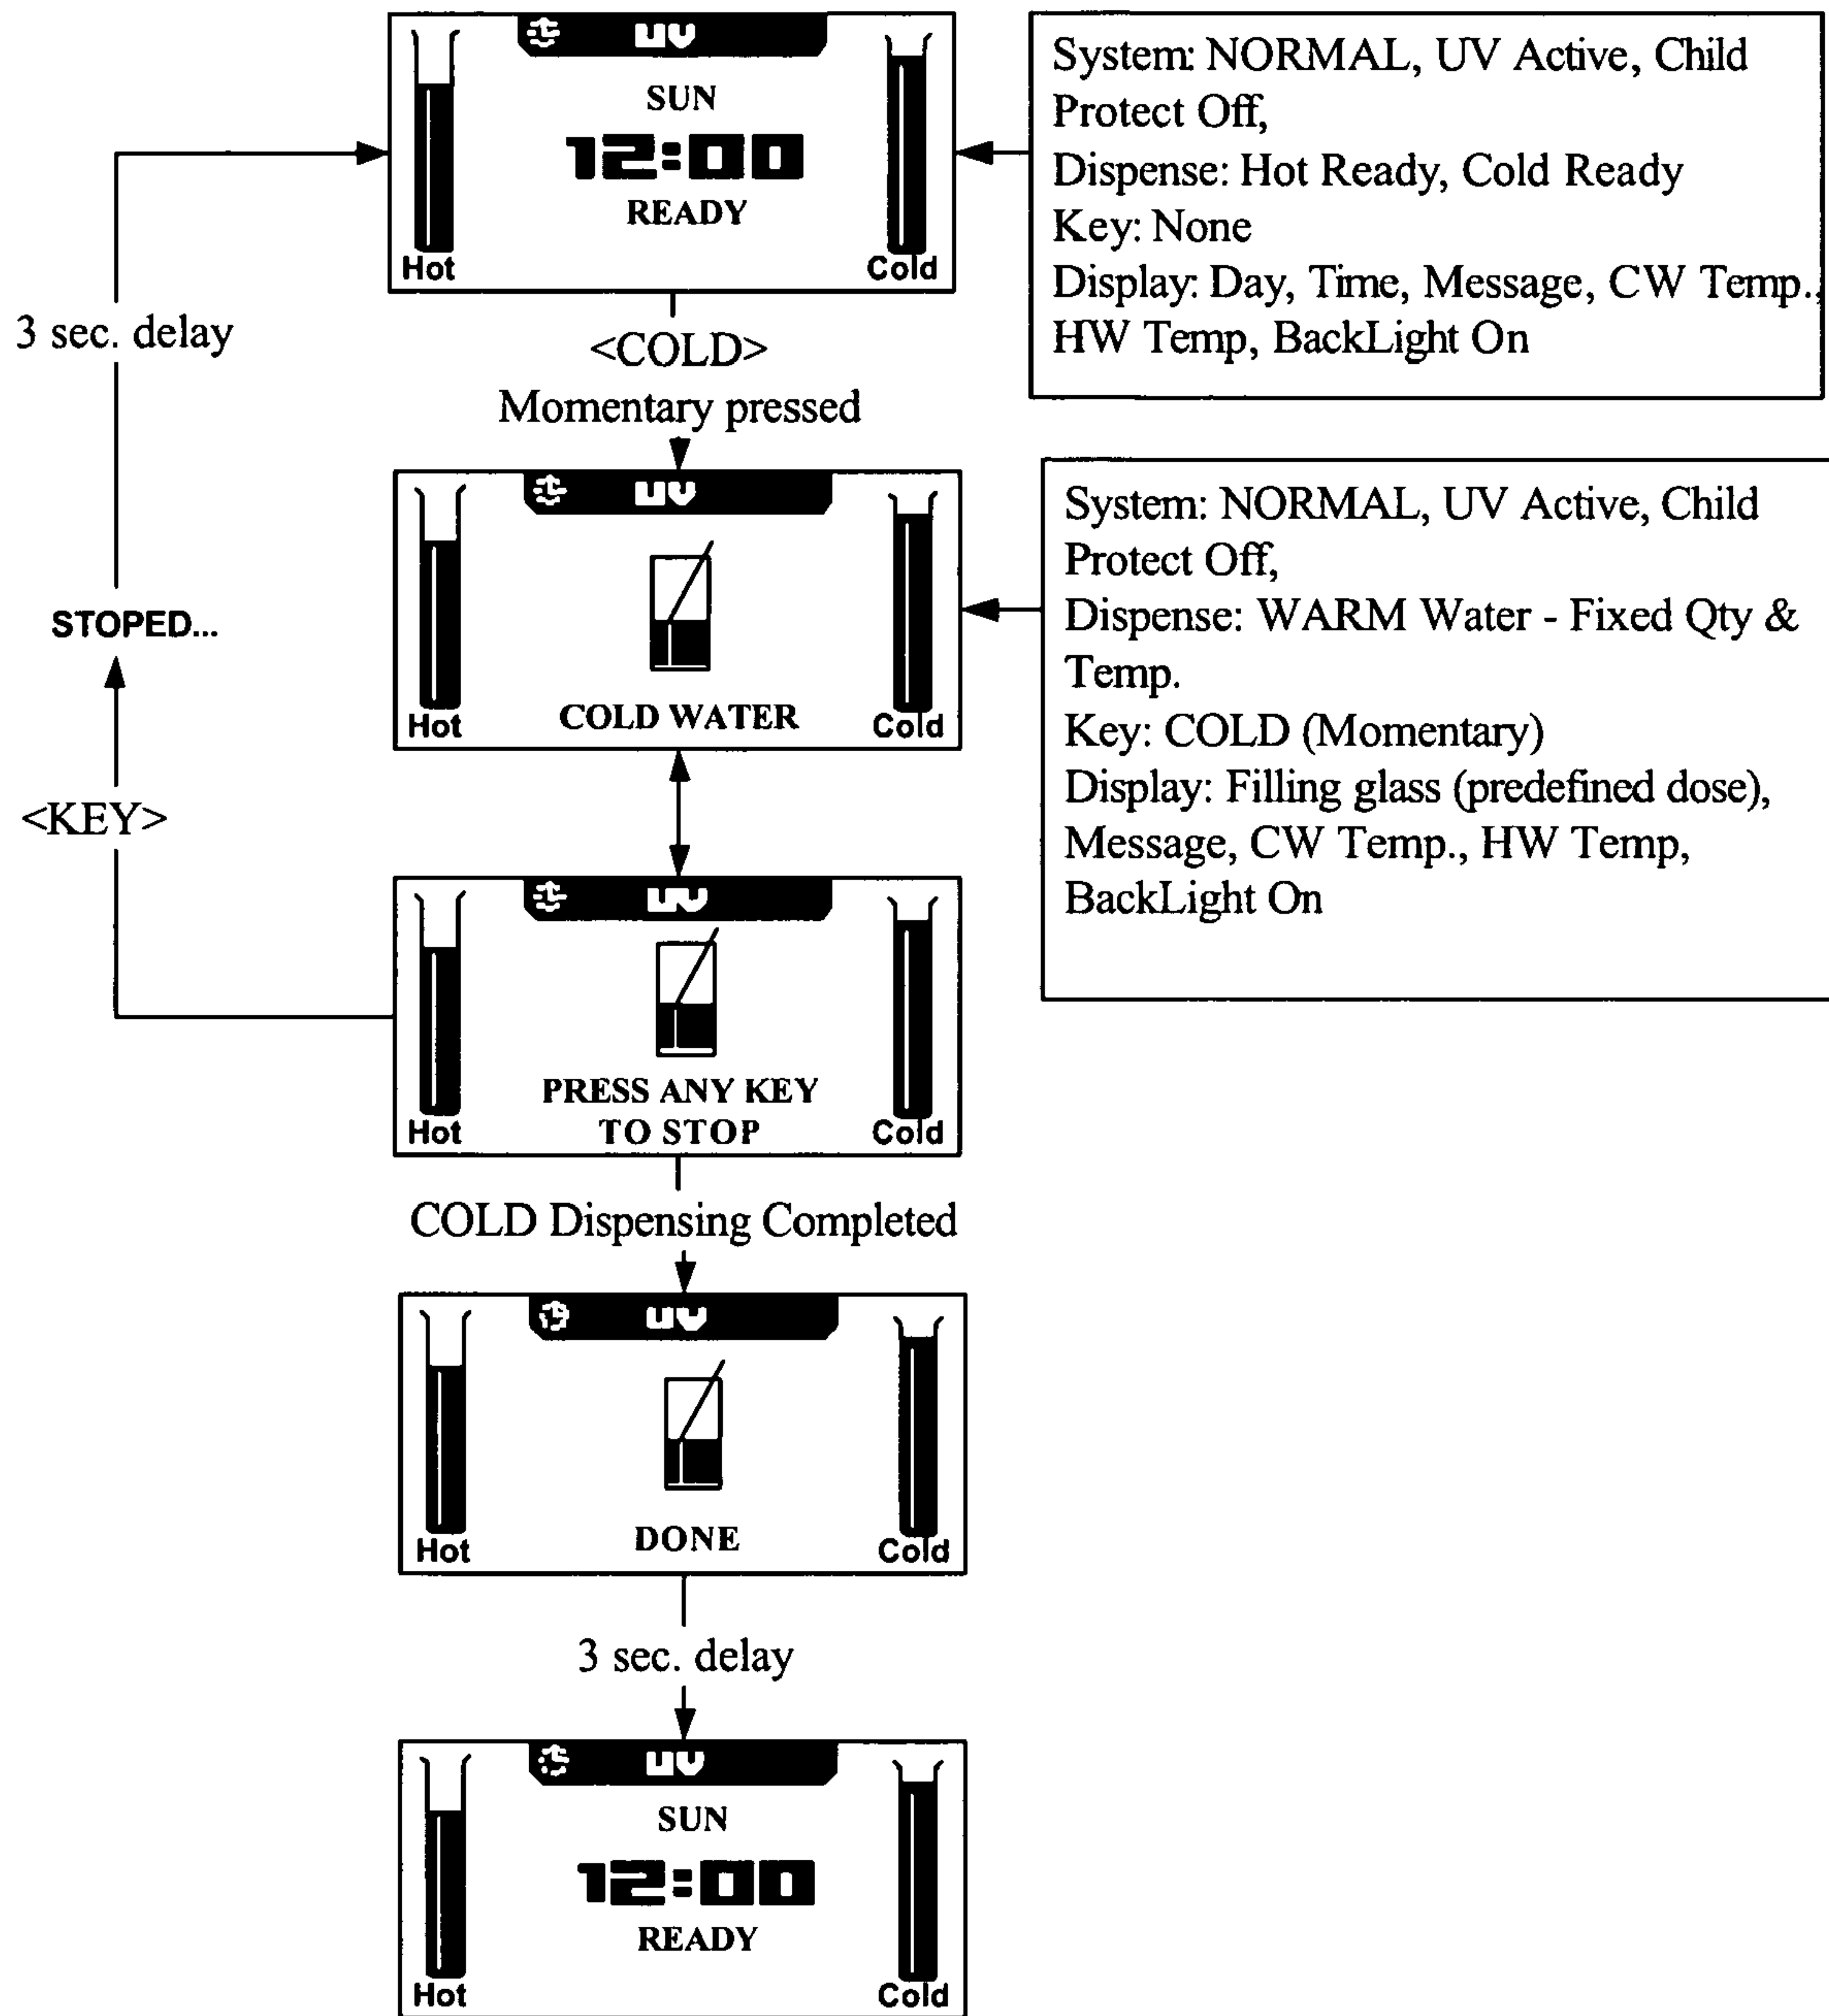 UV
SUN
12:00
READY
Hot
Cold
System: NORMAL, UV Active, Child
Protect Off,
Dispense: Hot Ready, Cold Ready
Key: None
Display: Day, Time, Message, CW Temp.,
HW Temp, BackLight On
3 sec. delay
<COLD>
Momentary pressed
UV
COLD WATER
Hot
Cold
System: NORMAL, UV Active, Child
Protect Off,
Dispense: WARM Water - Fixed Qty &
Temp.
Key: COLD (Momentary)
Display: Filling glass (predefined dose),
Message, CW Temp., HW Temp,
BackLight On
STOPED...
<KEY>
UV
PRESS ANY KEY
TO STOP
Hot
Cold
COLD Dispensing Completed
UV
DONE
Hot
Cold
3 sec. delay
UV
SUN
12:00
READY
Hot
Cold